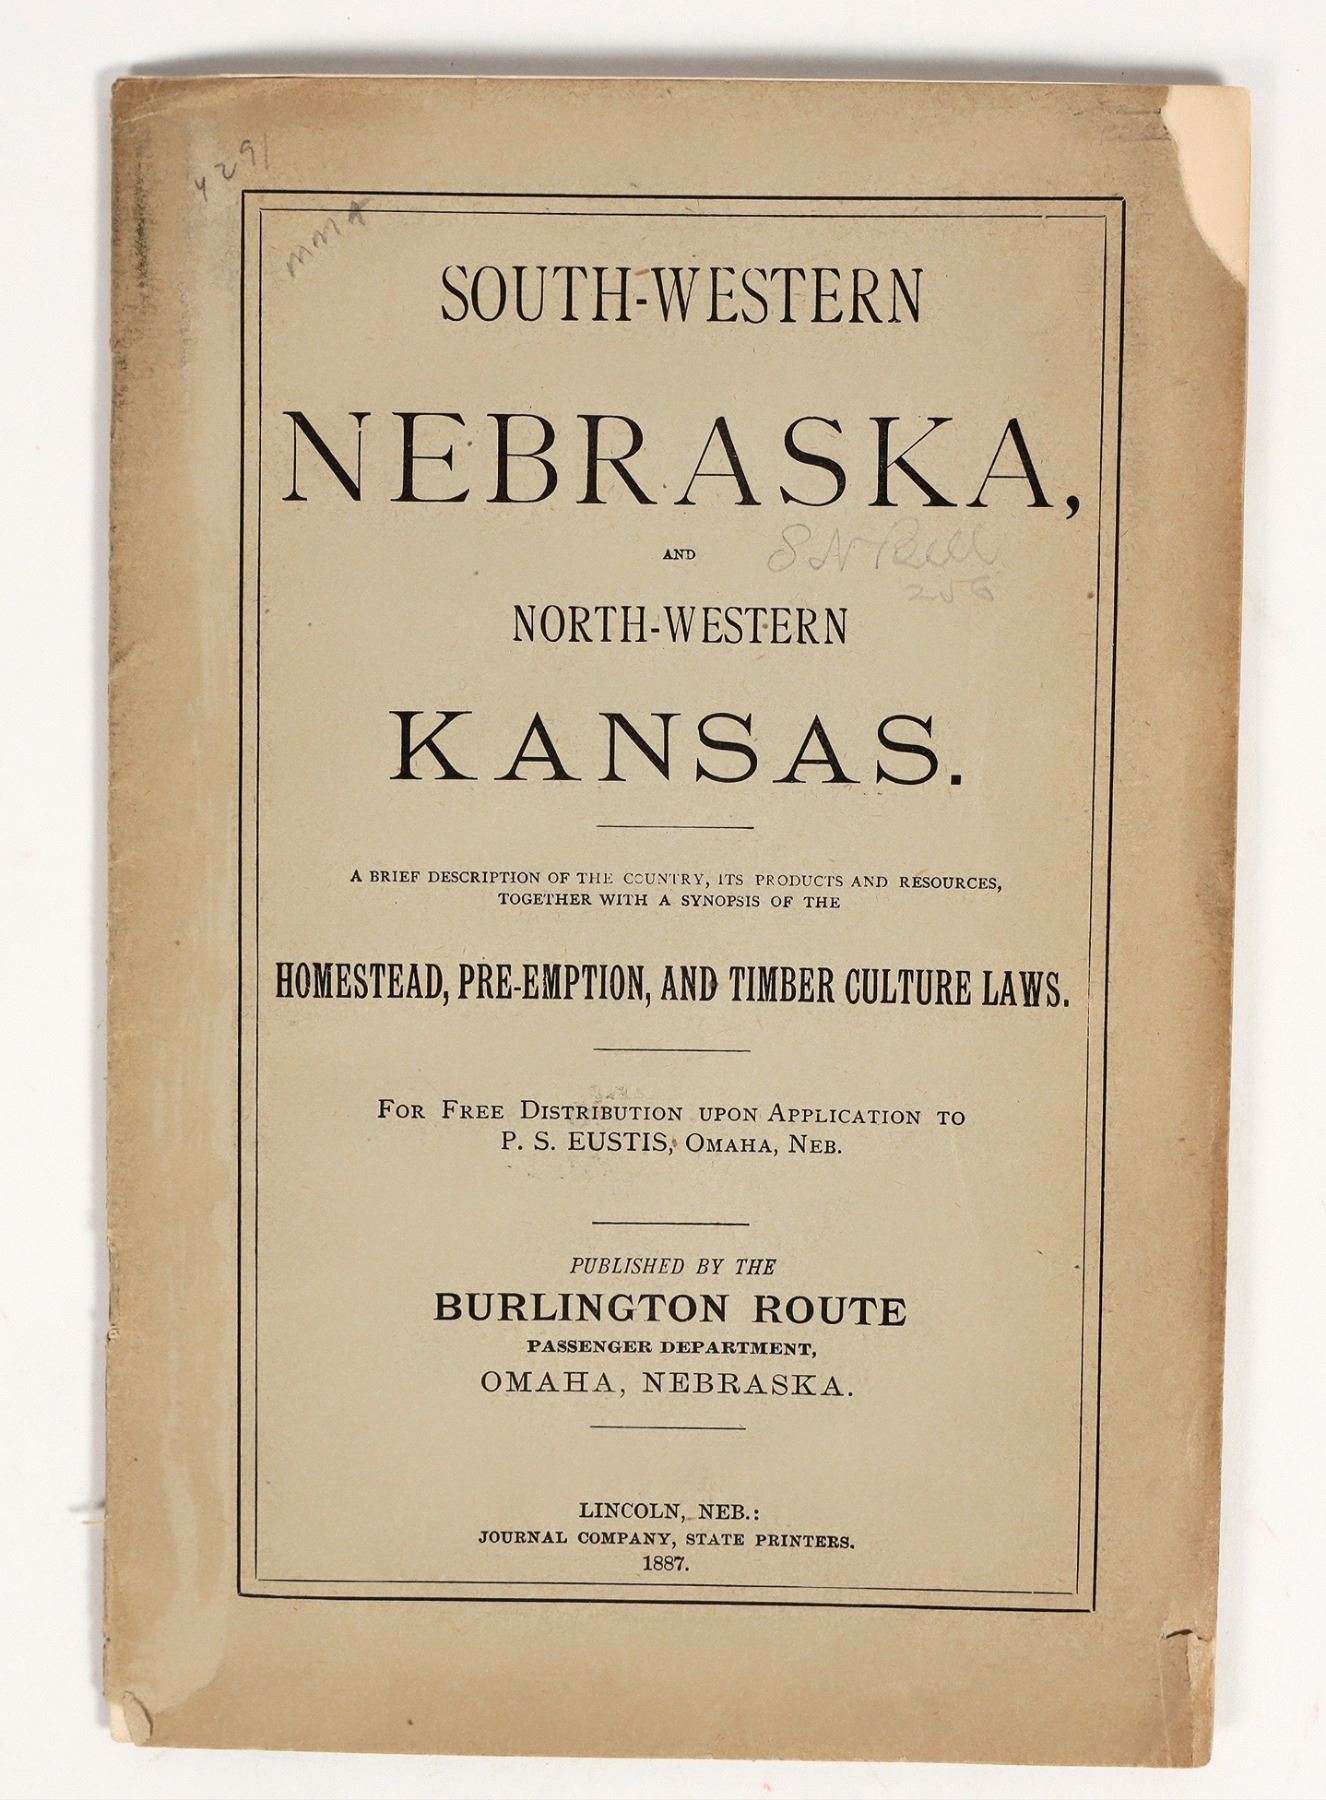 4291
SOUTH-WESTERN
NEBRASKA,
AND
NORTH-WESTERN
KANSAS.
A BRIEF DESCRIPTION OF THE COUNTRY, ITS PRODUCTS AND RESOURCES,
TOGETHER WITH A SYNOPSIS OF THE
HOMESTEAD, PRE-EMPTION, AND TIMBER CULTURE LAWS.
FOR FREE DISTRIBUTION UPON APPLICATION TO
P. S. EUSTIS, OMAHA, NEB.
PUBLISHED BY THE
BURLINGTON ROUTE
PASSENGER DEPARTMENT,
OMAHA, NEBRASKA.
LINCOLN, NEB.:
JOURNAL COMPANY, STATE PRINTERS.
1887.